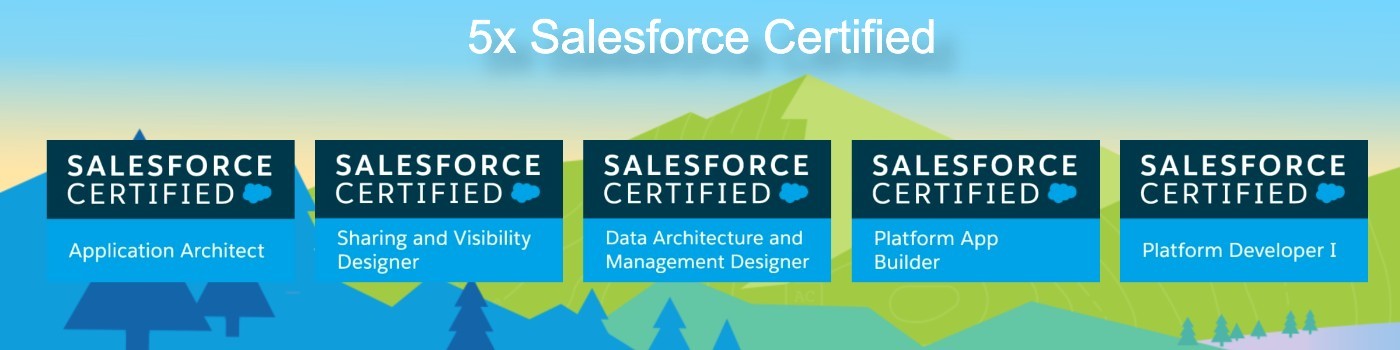 5x Salesforce Certified
SALESFORCE
CERTIFIED
Application Architect
SALESFORCE
CERTIFIED
Sharing and Visibility
Designer
SALESFORCE
CERTIFIED
Data Architecture and
Management Designer
SALESFORCE
CERTIFIED
Platform App
Builder
SALESFORCE
CERTIFIED
Platform Developer I
AC